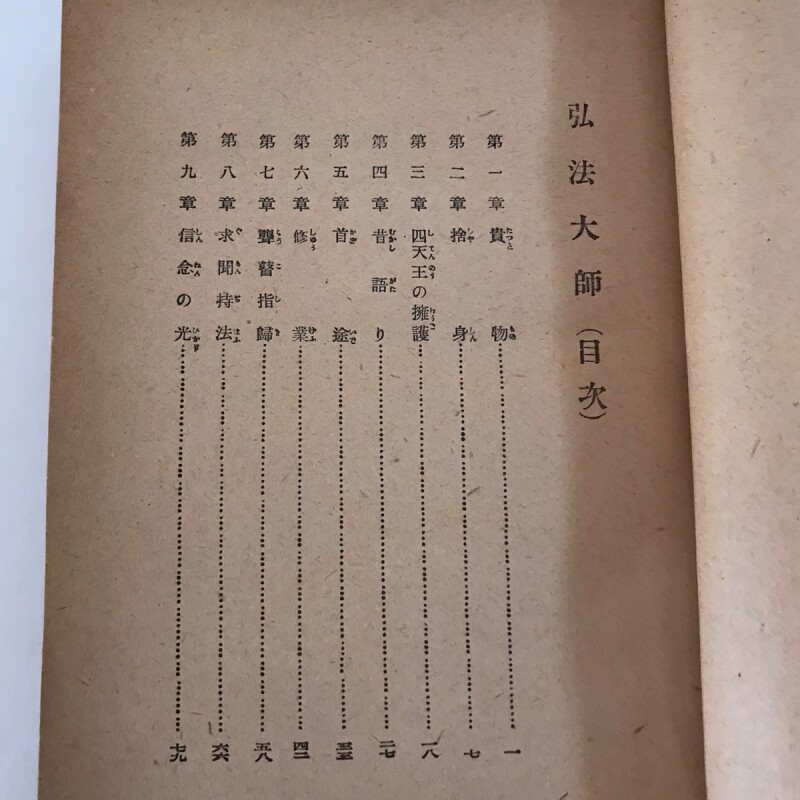 弘法大師(目次)
第一章 貴物……一
第二章 捨身……七
第三章 四天王の擁護……一八
第四章 昔語り……二七
第五章 首途……三三
第六章 修業……四二
第七章 聾瞽指歸……五八
第八章 求聞持法……六六
第九章 信念の光……七九